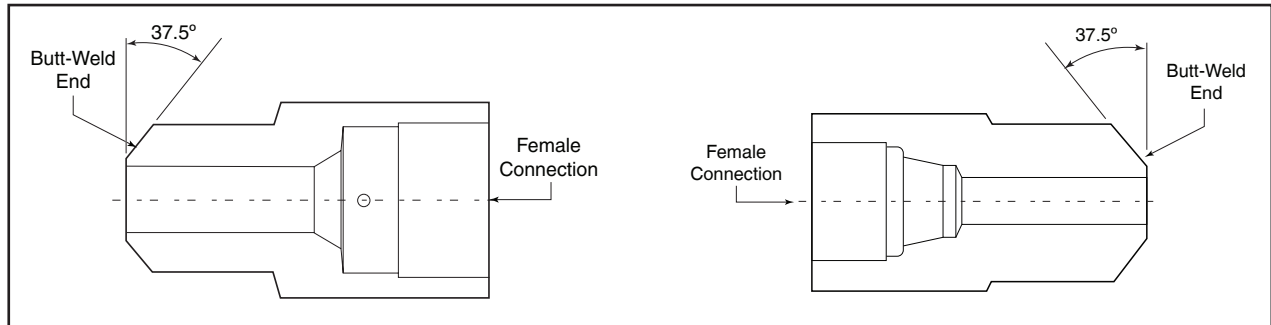 37.5º
Butt-Weld
End
Female
Connection
37.5º
Butt-Weld
End
Female
Connection